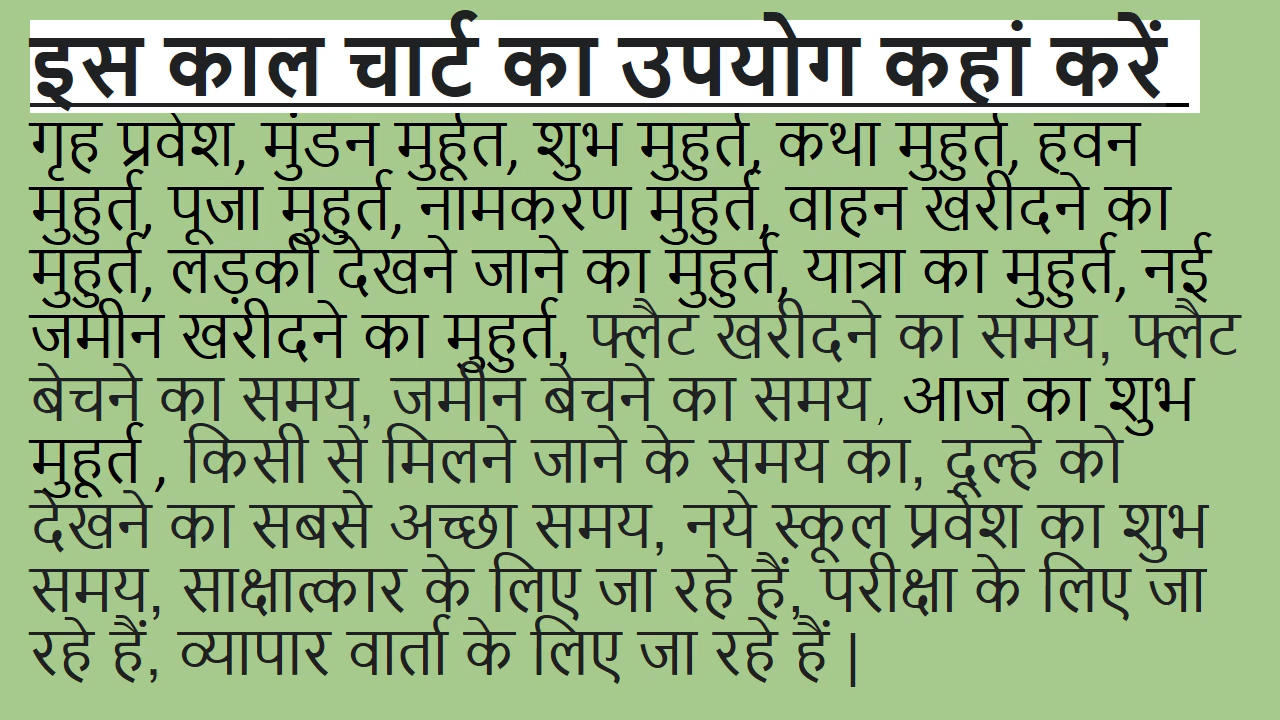 इस काल चार्ट का उपयोग कहां करें
गृह प्रवेश, मुंडन मुर्हूत, शुभ मुहुर्त, कथा मुहुर्त, हवन
मुहुर्त, पूजा मुहुर्त, नामकरण मुहुर्त, वाहन खरीदने का
मुहुर्त, लड़की देखने जाने का मुहुर्त, यात्रा का मुहुर्त, नई
जमीन खरीदने का मुहुर्त, फ्लैट खरीदने का समय, फ्लैट
बेचने का समय, जमीन बेचने का समय, आज का शुभ
मुहूर्त , किसी से मिलने जाने के समय का, दूल्हे को
देखने का सबसे अच्छा समय, नये स्कूल प्रवेश का शुभ
समय, साक्षात्कार के लिए जा रहे हैं, परीक्षा के लिए जा
रहे हैं, व्यापार वार्ता के लिए जा रहे हैं |